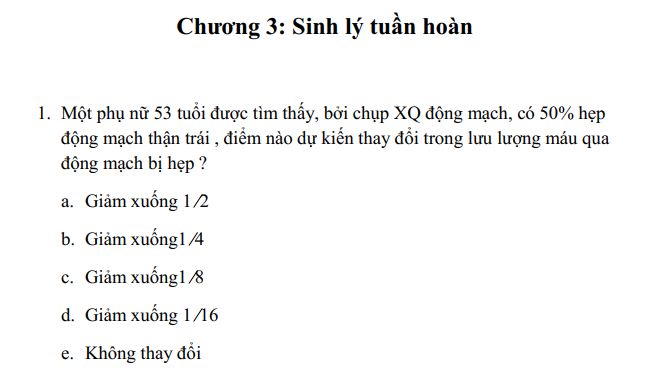 Chương 3: Sinh lý tuần hoàn
1. Một phụ nữ 53 tuổi được tìm thấy, bởi chụp XQ động mạch, có 50% hẹp
động mạch thận trái , điểm nào dự kiến thay đổi trong lưu lượng máu qua
động mạch bị hẹp ?
a. Giảm xuống 1 ∕2
b. Giảm xuống1 ∕4
c. Giảm xuống1 ∕8
d. Giảm xuống 1 ∕16
e. Không thay đổi